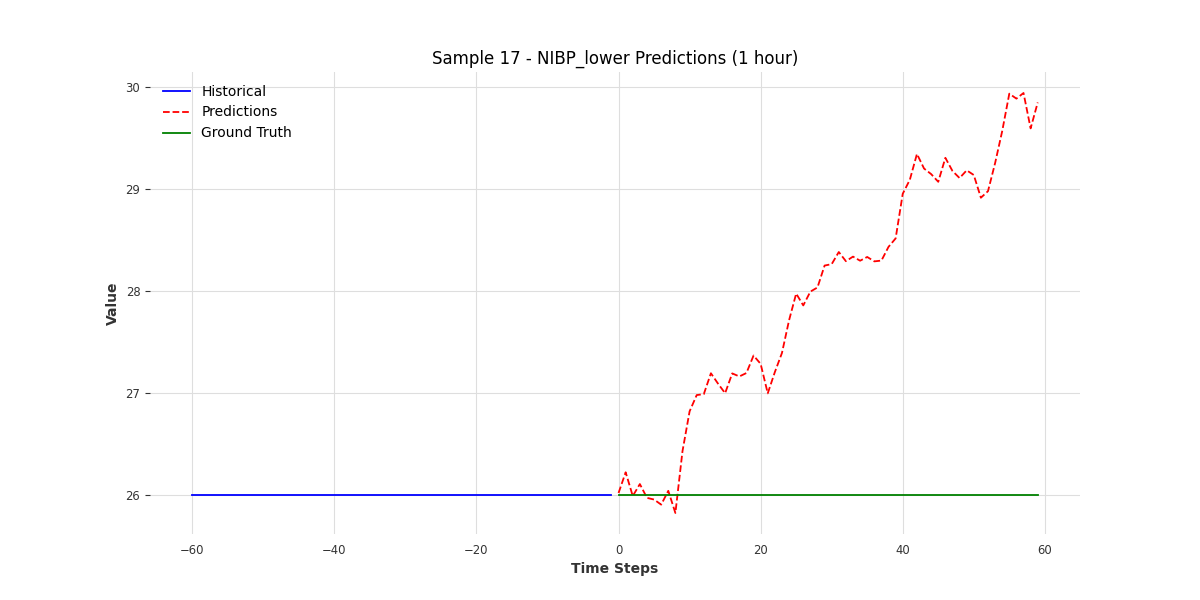 Sample 17 - NIBP_lower Predictions (1 hour)
Historical
Predictions
Ground Truth
30
29
28
27
26
Value
−60
−40
−20
0
20
40
60
Time Steps